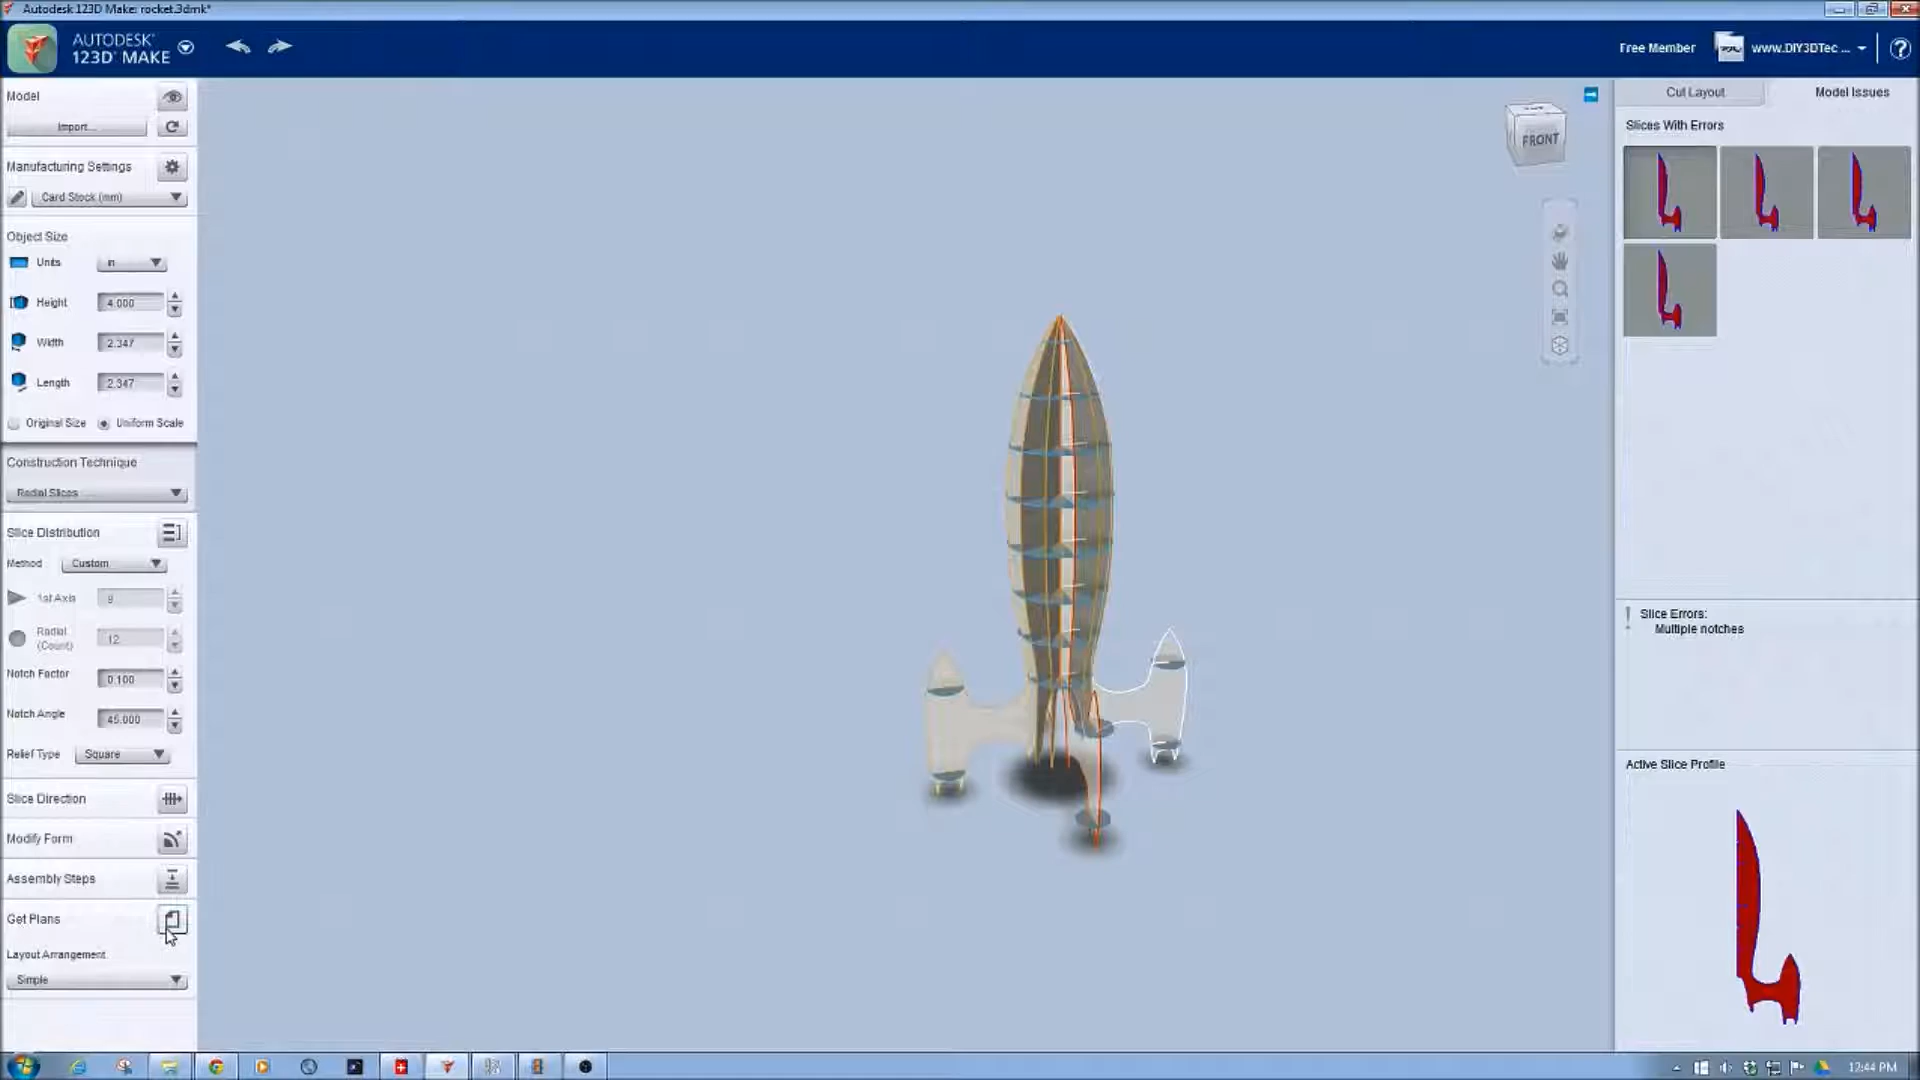 Autodesk 123D Make: rocket.3dmk*
AUTODESK®
123D® MAKE
Free Member
www.DIY3DTec ...
?
Model
Import...
Manufacturing Settings
Card Stock (mm)
Object Size
Units
in
Height
4.000
Width
2.347
Length
2.347
Original Size
Uniform Scale
Construction Technique
Radial Slices
Slice Distribution
Method
Custom
1st Axis
Radial
(Count)
12
Notch Factor
0.100
Notch Angle
45.000
Relief Type
Square
Slice Direction
Modify Form
Assembly Steps
Get Plans
Layout Arrangement
Simple
FRONT
Cut Layout
Model Issues
Slices With Errors
Slice Errors:
Multiple notches
Active Slice Profile
12:44 PM